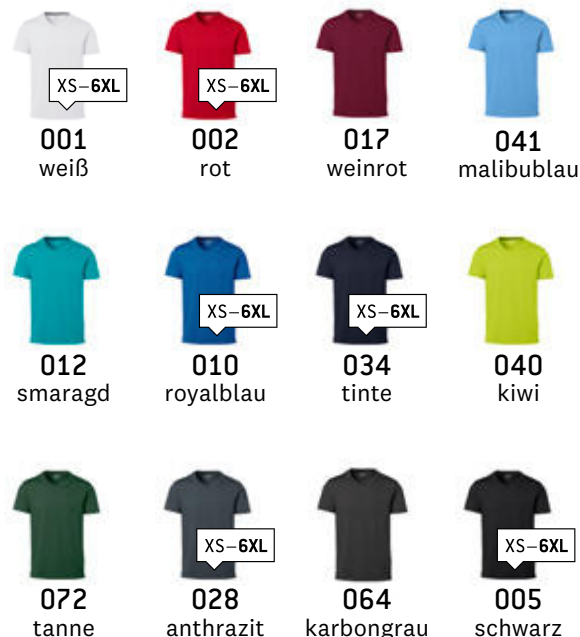 XS–6XL XS–6XL
001 002 017 041
weiß rot weinrot malibublau
XS–6XL XS–6XL
012 010 034 040
smaragd royalblau tinte kiwi
XS–6XL XS–6XL
072 028 064 005
tanne anthrazit karbongrau schwarz